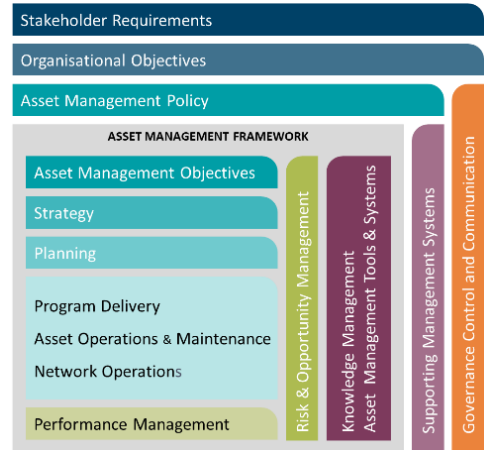 Stakeholder Requirements
Organisational Objectives
Asset Management Policy
ASSET MANAGEMENT FRAMEWORK
Asset Management Objectives
Strategy
Planning
Program Delivery
Asset Operations & Maintenance
Network Operations
Performance Management
Risk & Opportunity Management
Knowledge Management
Asset Management Tools & Systems
Supporting Management Systems
Governance Control and Communication